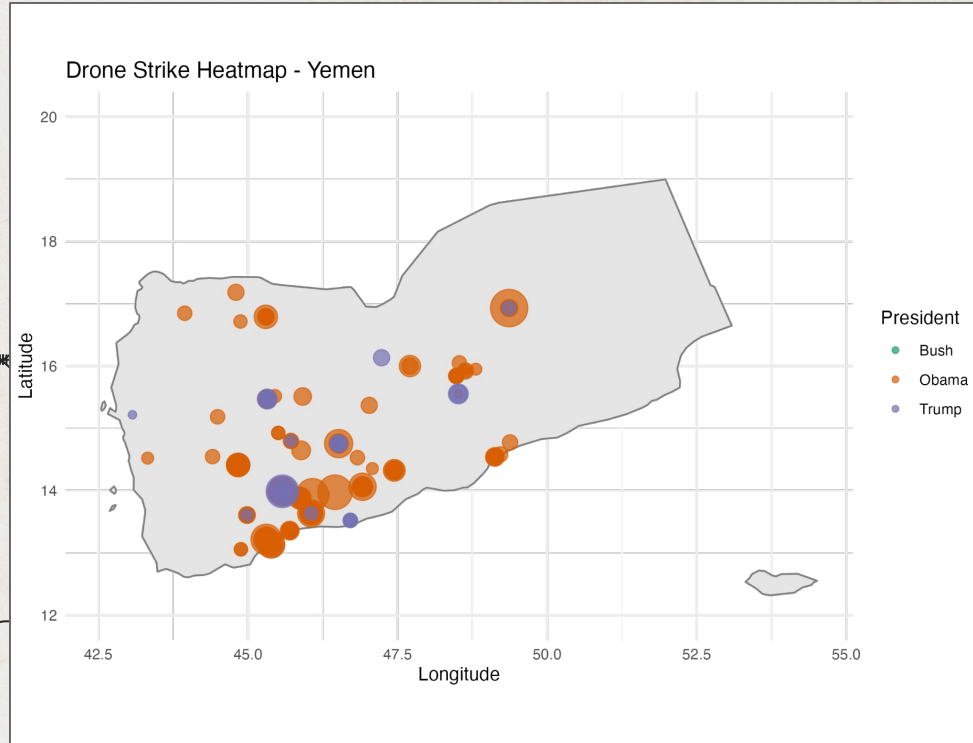 Drone Strike Heatmap - Yemen
20
18
16
14
12
Latitude
42.5
45.0
47.5
50.0
52.5
55.0
Longitude
President
Bush
Obama
Trump